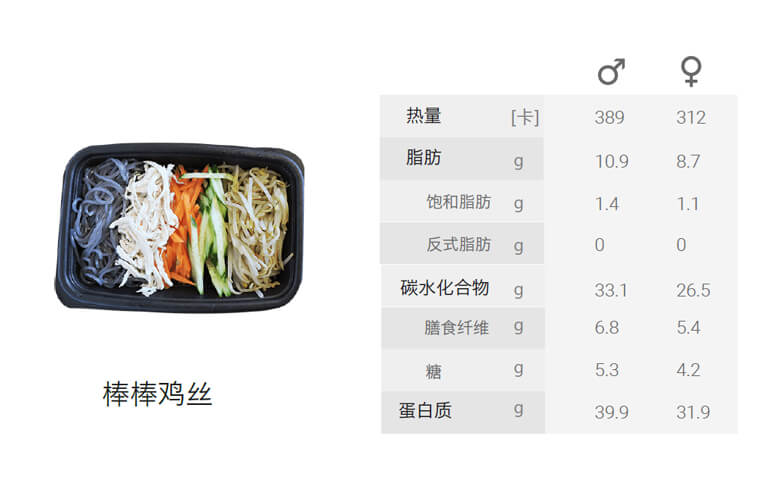 ♂ ♀
热量 [卡] 389 312
脂肪 g 10.9 8.7
饱和脂肪 g 1.4 1.1
反式脂肪 g 0 0
碳水化合物 g 33.1 26.5
膳食纤维 g 6.8 5.4
糖 g 5.3 4.2
蛋白质 g 39.9 31.9
棒棒鸡丝